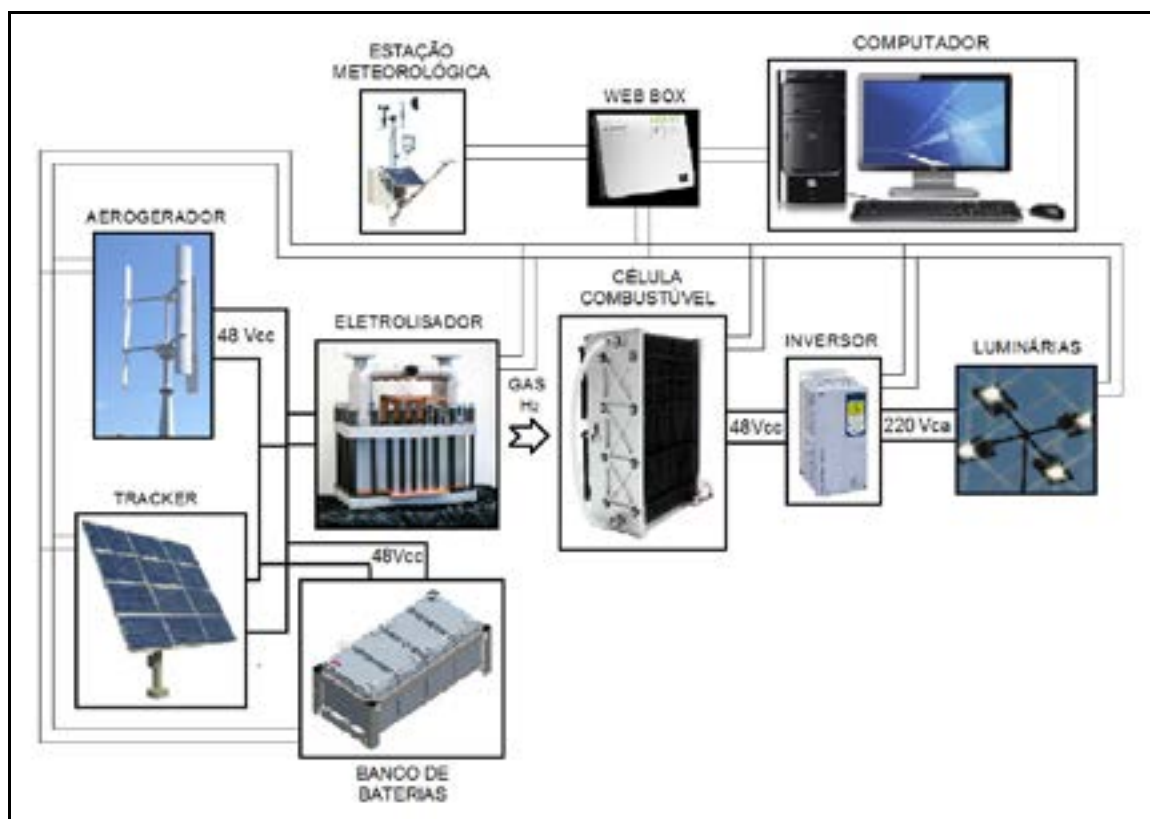 ESTAÇÃO
METEOROLÓGICA
WEB BOX
COMPUTADOR
AEROGERADOR
48 Vcc
ELETROLISADOR
GAS
H2
CÉLULA
COMBUSTÚVEL
48Vcc
INVERSOR
220 Vca
LUMINÁRIAS
TRACKER
48Vcc
BANCO DE
BATERIAS